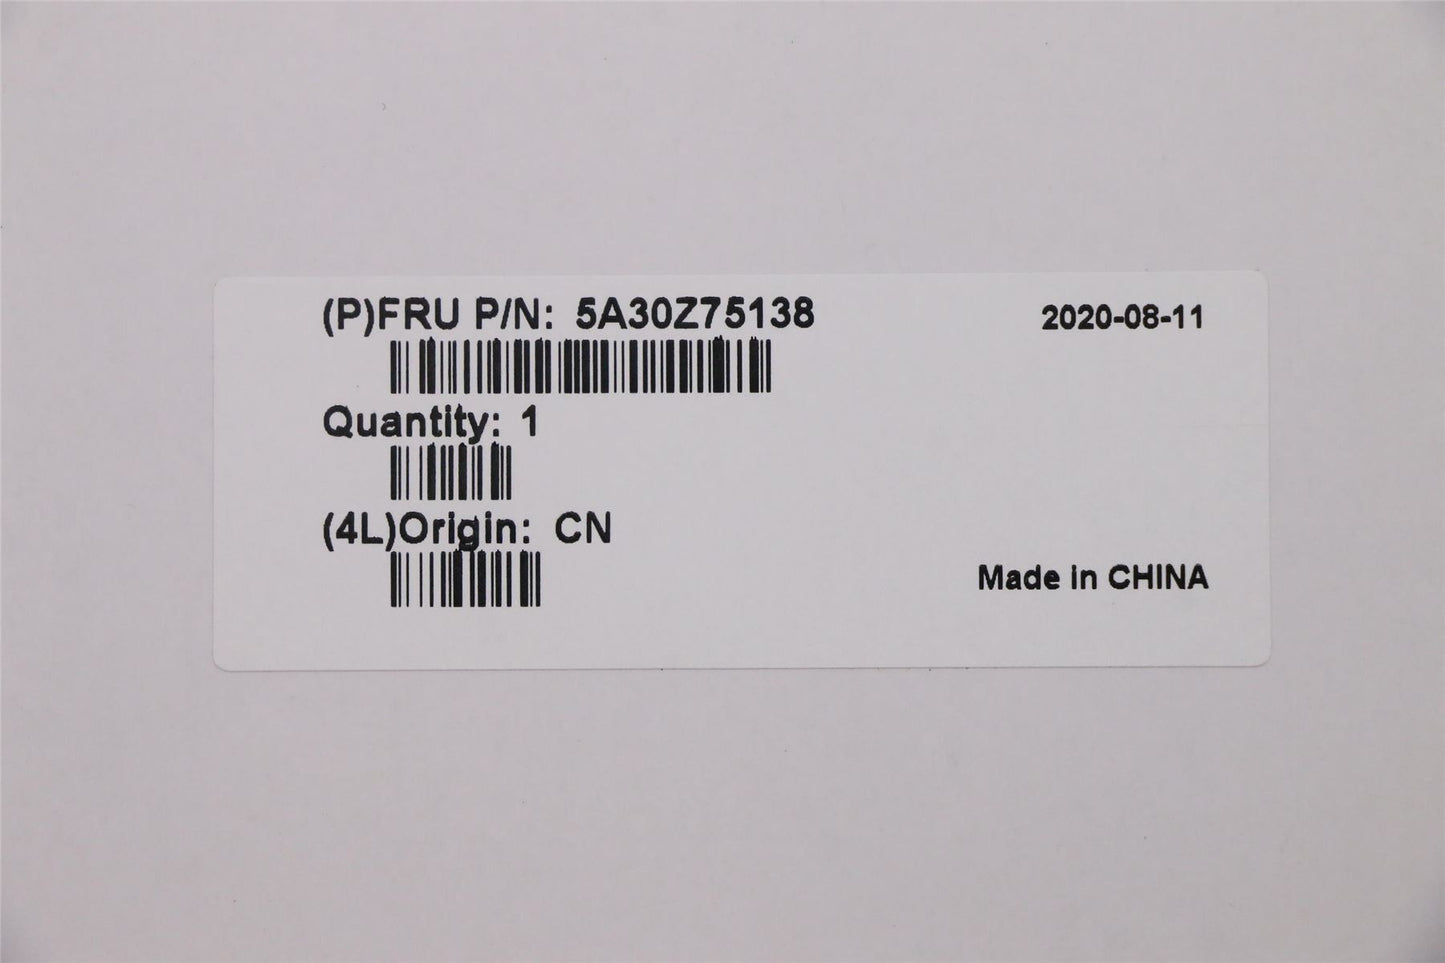 (P)FRU P/N: 5A30Z75138
2020-08-11
Quantity: 1
(4L)Origin: CN
Made in CHINA